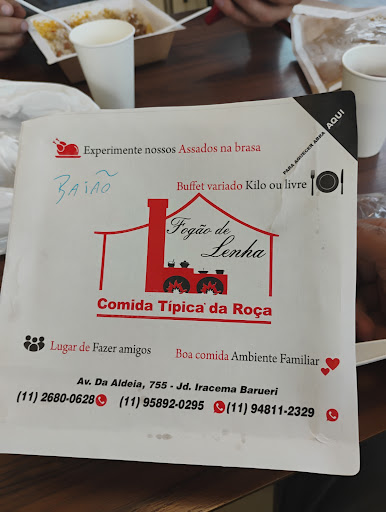 PARA AQUECER ABRA
AQUI
Experimente nossos Assados na brasa
BAIÃO
Buffet variado Kilo ou livre
Fogão de
Lenha
Comida Típica da Roça
Lugar de Fazer amigos
Boa comida Ambiente Familiar
Av. Da Aldeia, 755 - Jd. Iracema Barueri
(11) 2680-0628 (11) 95892-0295 (11) 94811-2329